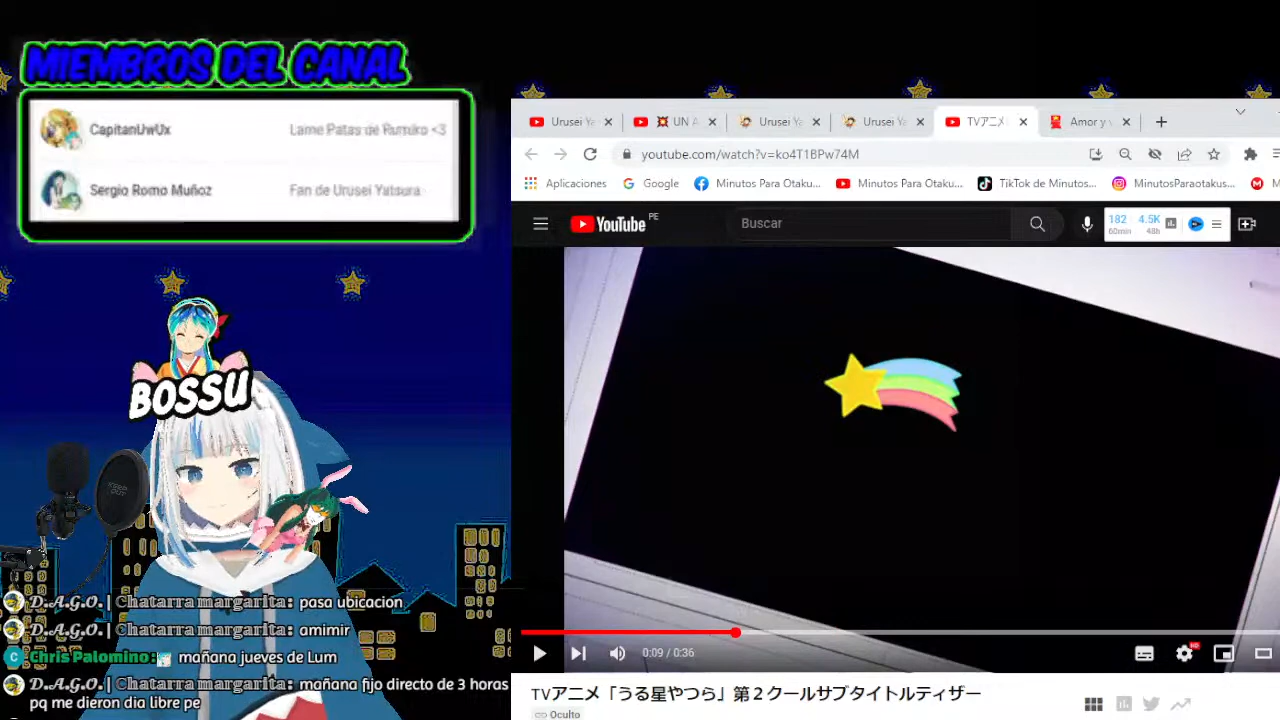 MIEMBROS DEL CANAL
CapitanUwUx Lame Patas de Rumiko <3
Sergio Romo Muñoz Fan de Urusei Yatsura
BOSSU
D.A.G.O. | Chatarra margarita: pasa ubicacion
D.A.G.O. | Chatarra margarita: amimir
C Chris Palomino: mañana jueves de Lum
D.A.G.O. | Chatarra margarita: mañana fijo directo de 3 horas
pq me dieron dia libre pe
Urusei Ya UN A Urusei Ya Urusei Ya TVアニメ Amor y v
youtube.com/watch?v=ko4T1BPw74M
Aplicaciones Google Minutos Para Otaku... Minutos Para Otaku... TikTok de Minutos... MinutosParaotakus... M
YouTube PE Buscar 182 60min 4.5K 48h
0:09 / 0:36 HD
TVアニメ「うる星やつら」第２クールサブタイトルティザー
Oculto